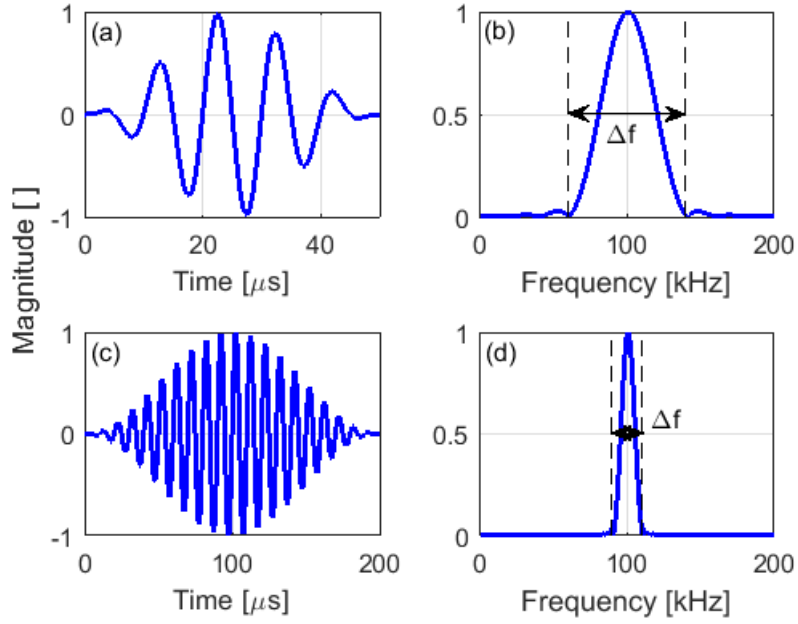 (a)
1
0
-1
0
20
40
Time [μs]
(b)
1
0.5
0
Δf
0
100
200
Frequency [kHz]
Magnitude [ ]
(c)
1
0
-1
0
100
200
Time [μs]
(d)
1
0.5
0
Δf
0
100
200
Frequency [kHz]